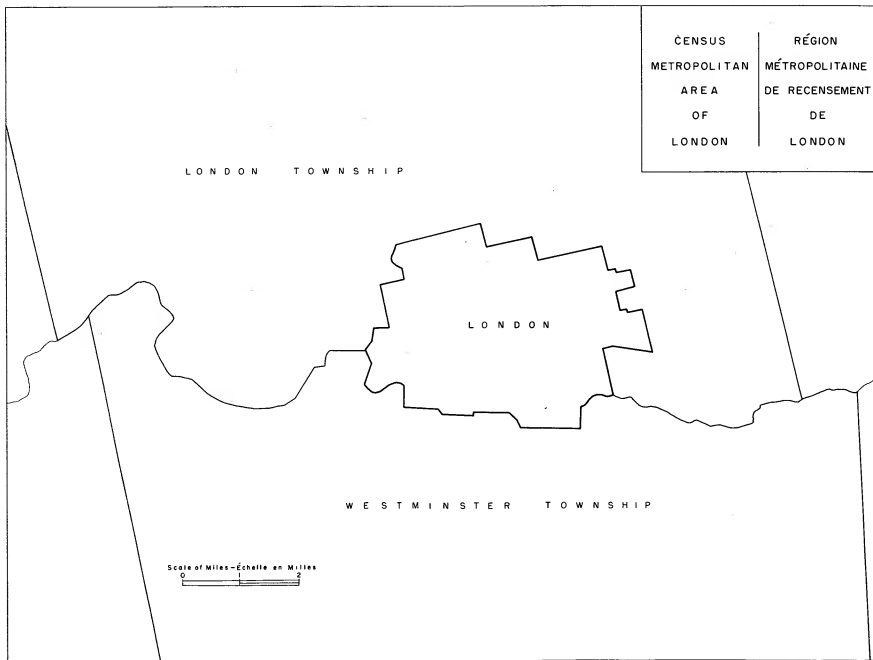 CENSUS
METROPOLITAN
AREA
OF
LONDON
RÉGION
MÉTROPOLITAINE
DE RECENSEMENT
DE
LONDON
LONDON TOWNSHIP
LONDON
WESTMINSTER TOWNSHIP
Scale of Miles-Échelle en Milles
0 1 2